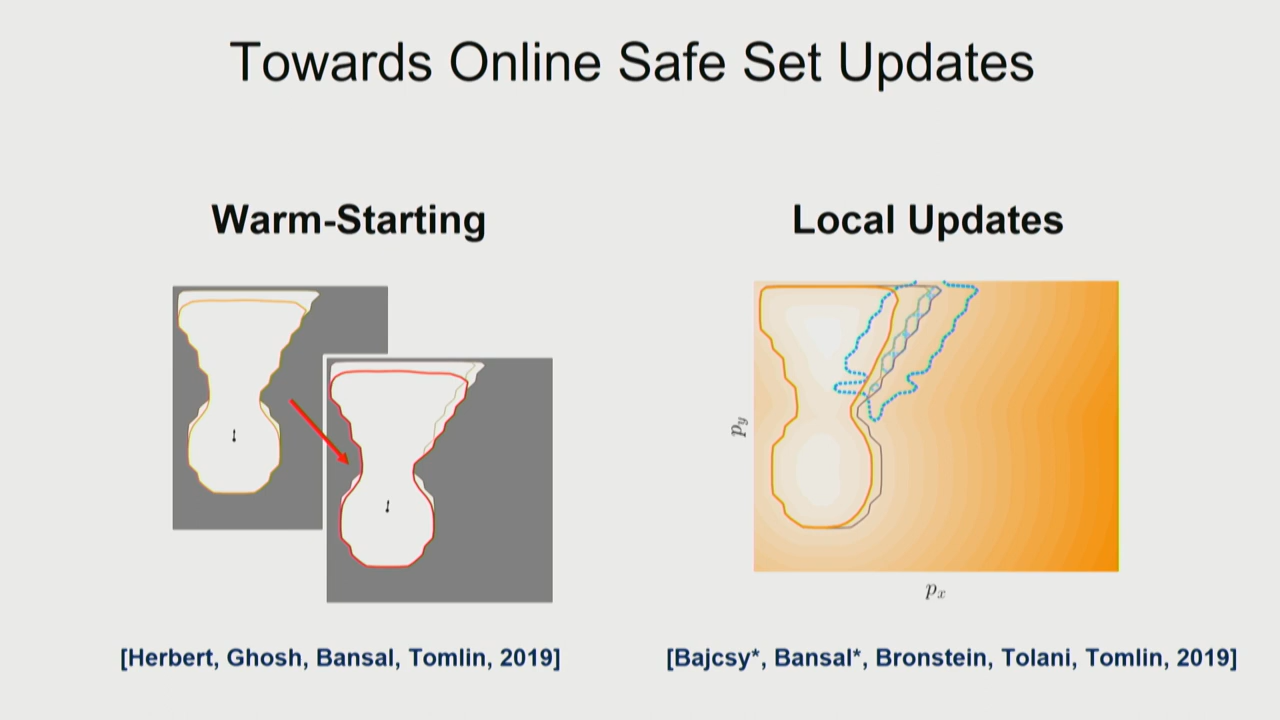 Towards Online Safe Set Updates
Warm-Starting
Local Updates
p_y
p_x
[Herbert, Ghosh, Bansal, Tomlin, 2019]
[Bajcsy*, Bansal*, Bronstein, Tolani, Tomlin, 2019]